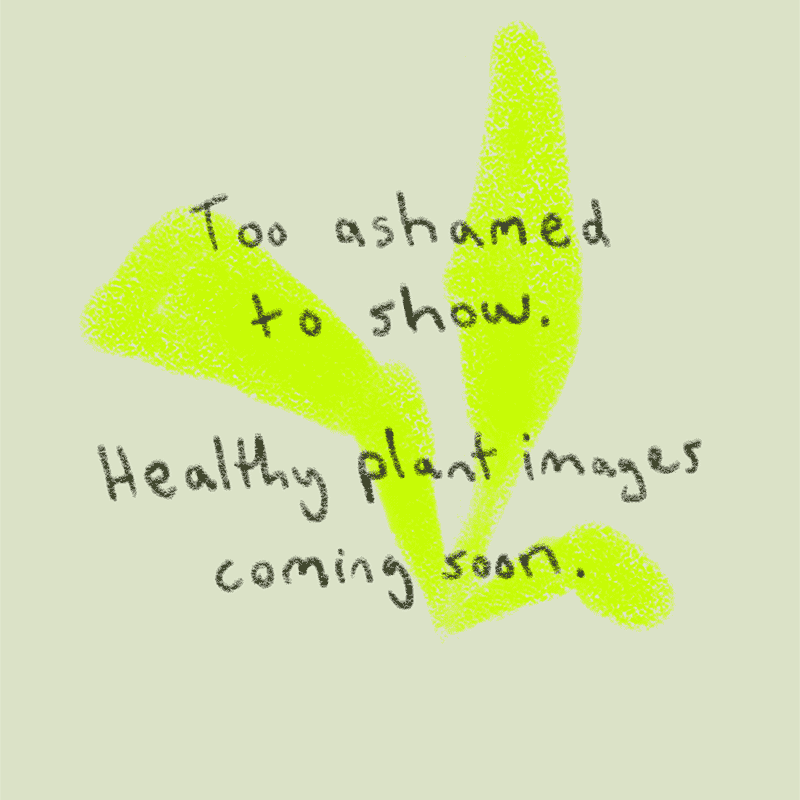 Too ashamed
to show.
Healthy plant images
coming soon.